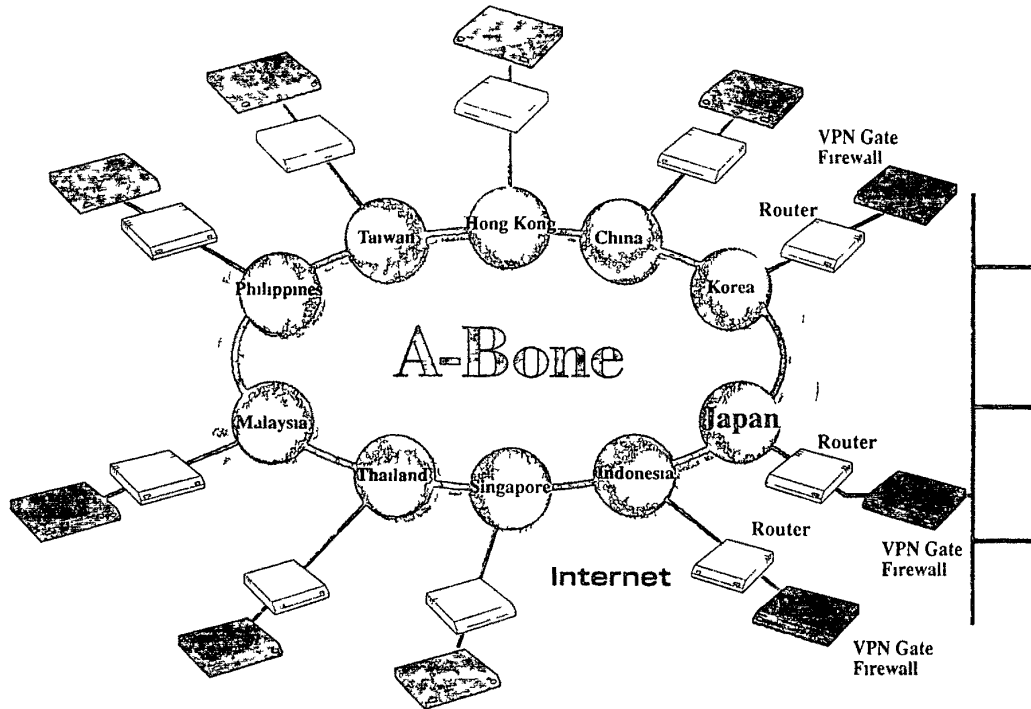 VPN Gate
Firewall
Router
Hong Kong
Taiwan
China
Philippines
Korea
A-Bone
Malaysia
Japan
Router
Thailand
Singapore
Indonesia
Router
VPN Gate
Firewall
Internet
VPN Gate
Firewall